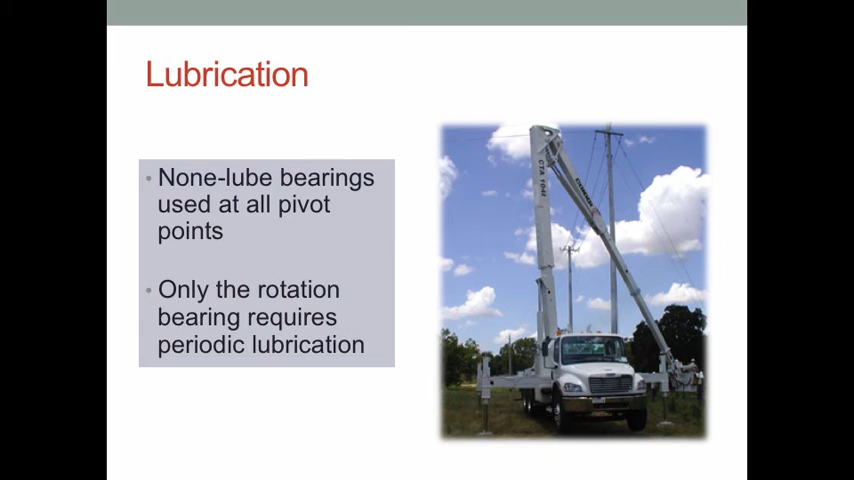 Lubrication
• None-lube bearings
used at all pivot
points
• Only the rotation
bearing requires
periodic lubrication